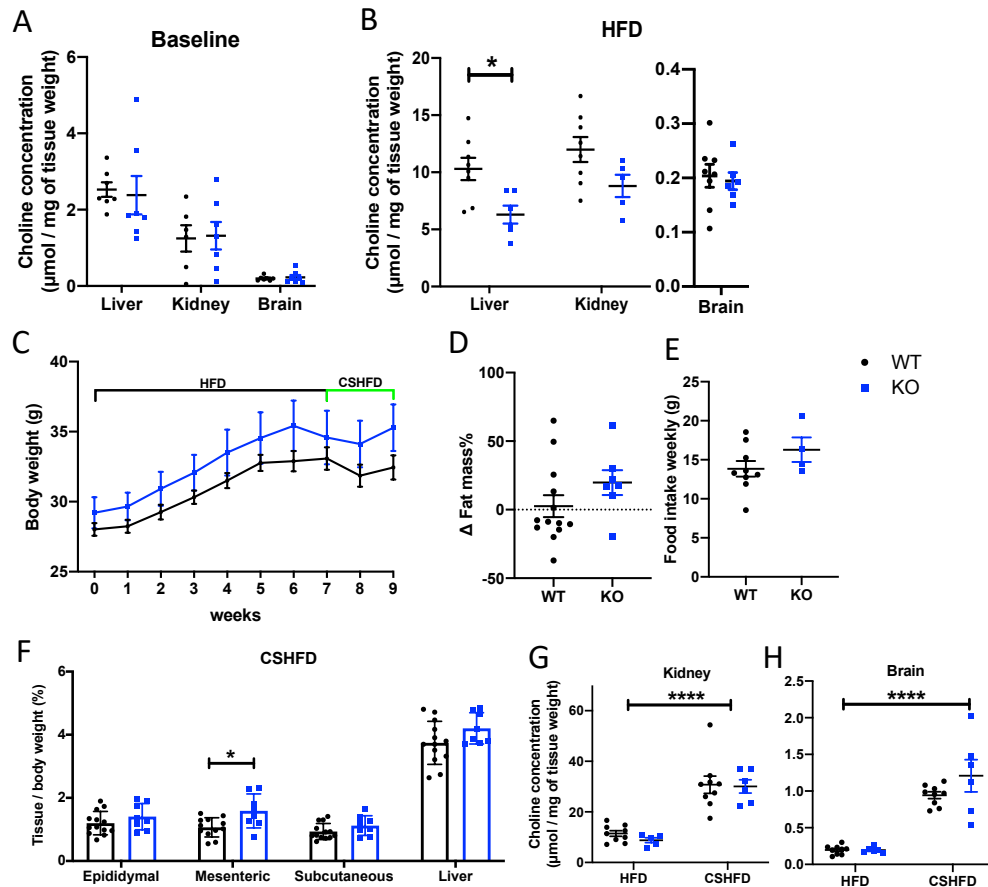 A
Baseline
Choline concentration
(µmol / mg of tissue weight)
6
4
2
0
Liver
Kidney
Brain
B
HFD
Choline concentration
(µmol / mg of tissue weight)
20
15
10
5
0
*
Liver
Kidney
0.4
0.3
0.2
0.1
0.0
Brain
C
Body weight (g)
40
35
30
25
HFD
CSHFD
0 1 2 3 4 5 6 7 8 9
weeks
D
Δ Fat mass%
100
50
0
-50
WT
KO
E
Food intake weekly (g)
25
20
15
10
5
0
WT
KO
WT
KO
F
CSHFD
Tissue / body weight (%)
6
4
2
0
*
Epididymal
Mesenteric
Subcutaneous
Liver
G
Kidney
Choline concentration
(µmol / mg of tissue weight)
60
40
20
0
****
HFD
CSHFD
H
Brain
2.5
2.0
1.5
1.0
0.5
0.0
****
HFD
CSHFD